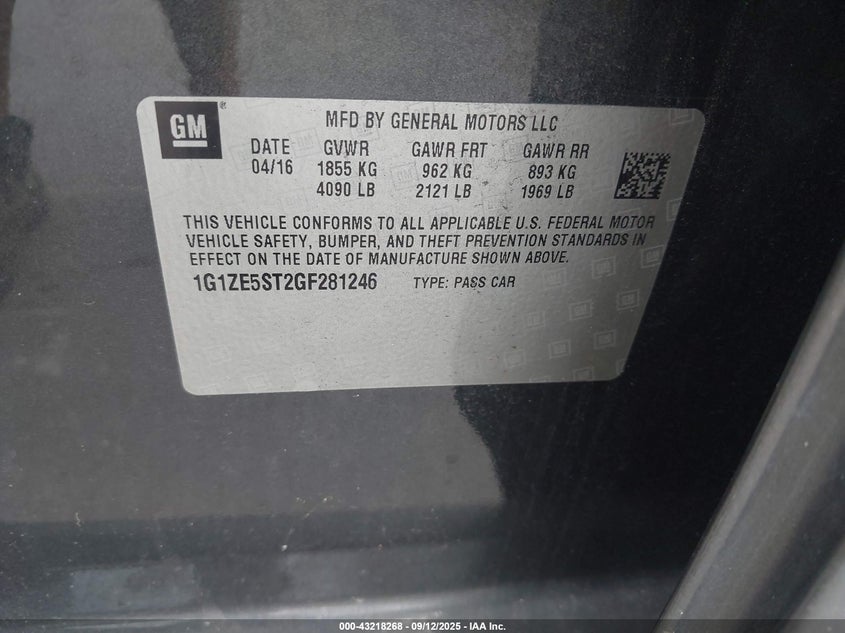 GM®
MFD BY GENERAL MOTORS LLC
DATE GVWR GAWR FRT GAWR RR
04/16 1855 KG 962 KG 893 KG
4090 LB 2121 LB 1969 LB
THIS VEHICLE CONFORMS TO ALL APPLICABLE U.S. FEDERAL MOTOR
VEHICLE SAFETY, BUMPER, AND THEFT PREVENTION STANDARDS IN
EFFECT ON THE DATE OF MANUFACTURE SHOWN ABOVE.
1G1ZE5ST2GF281246 TYPE: PASS CAR
000-43218268 - 09/12/2025 - IAA Inc.